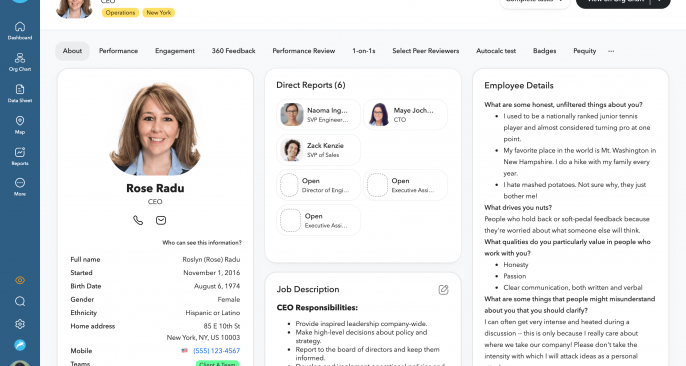 CEO
Operations New York
Complete tasks
View an Org Chart
Dashboard
Org Chart
Data Sheet
Map
Reports
More
About Performance Engagement 360 Feedback Performance Review 1-on-1s Select Peer Reviewers Autocalc test Badges Pequity ...
Rose Radu
CEO
Who can see this information?
Full name Roslyn (Rose) Radu
Started November 1, 2016
Birth Date August 6, 1974
Gender Female
Ethnicity Hispanic or Latino
Home address 85 E 10th St
New York, NY, US 10003
Mobile (555) 123-4567
Teams Client & Team
Direct Reports (6)
Naoma Ing...
SVP Engineer...
Maye Joch...
CTO
Zack Kenzie
SVP of Sales
Open
Director of Engi...
Open
Executive Assi...
Open
Executive Assi...
Job Description
CEO Responsibilities:
• Provide inspired leadership company-wide.
• Make high-level decisions about policy and
strategy.
• Report to the board of directors and keep them
informed.
• Develop and implement operational policies and
Employee Details
What are some honest, unfiltered things about you?
• I used to be a nationally ranked junior tennis
player and almost considered turning pro at one
point.
• My favorite place in the world is Mt. Washington in
New Hampshire. I do a hike with my family every
year.
• I hate mashed potatoes. Not sure why, they just
bother me!
What drives you nuts?
People who hold back or soft-pedal feedback because
they're worried about what someone else will think.
What qualities do you particularly value in people who
work with you?
• Honesty
• Passion
• Clear communication, both written and verbal
What are some things that people might misunderstand
about you that you should clarify?
I can often get very intense and heated during a
discussion -- this is only because I really care about
where we take our company! Please don't take the
intensity with which I will attack ideas as a personal